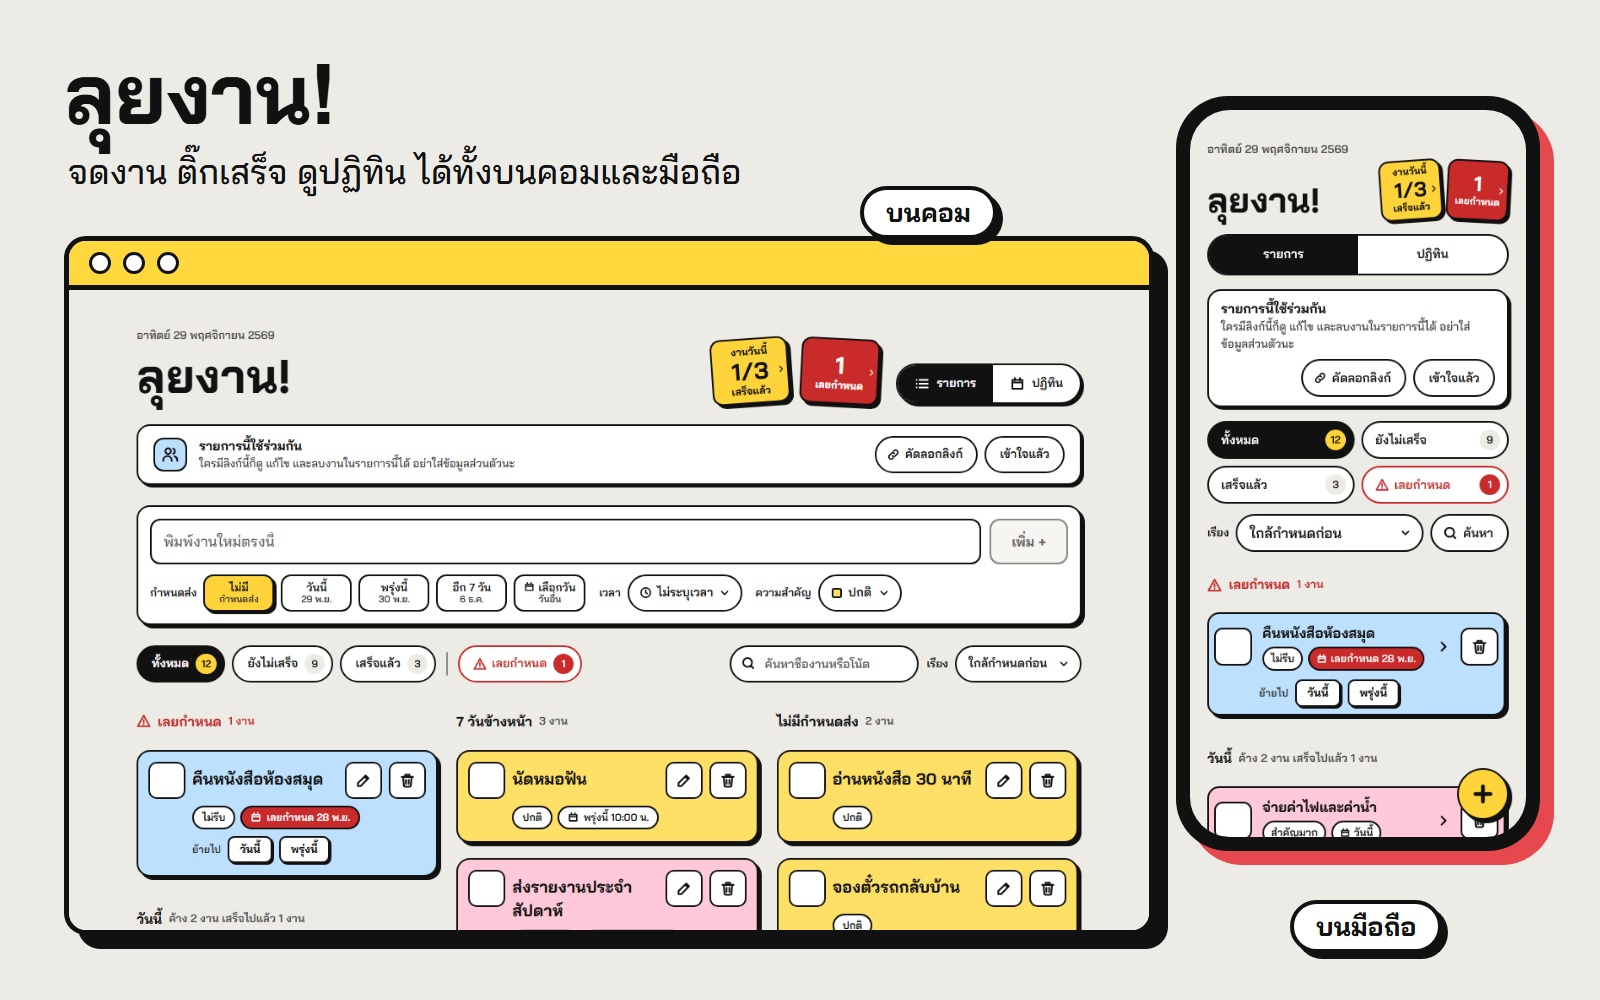 ลุยงาน!
จดงาน ติ๊กเสร็จ ดูปฏิทิน ได้ทั้งบนคอมและมือถือ
บนคอม
อาทิตย์ 29 พฤศจิกายน 2569
ลุยงาน!
งานวันนี้
1/3
เสร็จแล้ว
1
เลยกำหนด
รายการ
ปฏิทิน
รายการนี้ใช้ร่วมกัน
ใครมีลิงก์นี้ก็ดู แก้ไข และลบงานในรายการนี้ได้ อย่าใส่ข้อมูลส่วนตัวนะ
คัดลอกลิงก์
เข้าใจแล้ว
พิมพ์งานใหม่ตรงนี้
เพิ่ม +
กำหนดส่ง
ไม่มี
กำหนดส่ง
วันนี้
29 พ.ย.
พรุ่งนี้
30 พ.ย.
อีก 7 วัน
6 ธ.ค.
เลือกวัน
วันอื่น
เวลา
ไม่ระบุเวลา
ความสำคัญ
ปกติ
ทั้งหมด 12
ยังไม่เสร็จ 9
เสร็จแล้ว 3
เลยกำหนด 1
ค้นหาชื่องานหรือโน้ต
เรียง
ใกล้กำหนดก่อน
เลยกำหนด 1 งาน
คืนหนังสือห้องสมุด
ไม่รีบ
เลยกำหนด 28 พ.ย.
ย้ายไป
วันนี้
พรุ่งนี้
วันนี้ ค้าง 2 งาน เสร็จไปแล้ว 1 งาน
7 วันข้างหน้า 3 งาน
นัดหมอฟัน
ปกติ
พรุ่งนี้ 10:00 น.
ส่งรายงานประจำ
สัปดาห์
ไม่มีกำหนดส่ง 2 งาน
อ่านหนังสือ 30 นาที
ปกติ
จองตั๋วรถกลับบ้าน
ปกติ
อาทิตย์ 29 พฤศจิกายน 2569
ลุยงาน!
งานวันนี้
1/3
เสร็จแล้ว
1
เลยกำหนด
รายการ
ปฏิทิน
รายการนี้ใช้ร่วมกัน
ใครมีลิงก์นี้ก็ดู แก้ไข และลบงานในรายการนี้ได้ อย่าใส่
ข้อมูลส่วนตัวนะ
คัดลอกลิงก์
เข้าใจแล้ว
ทั้งหมด 12
ยังไม่เสร็จ 9
เสร็จแล้ว 3
เลยกำหนด 1
เรียง
ใกล้กำหนดก่อน
ค้นหา
เลยกำหนด 1 งาน
คืนหนังสือห้องสมุด
ไม่รีบ
เลยกำหนด 28 พ.ย.
ย้ายไป
วันนี้
พรุ่งนี้
วันนี้ ค้าง 2 งาน เสร็จไปแล้ว 1 งาน
จ่ายค่าไฟและค่าน้ำ
สำคัญมาก
วันนี้
บนมือถือ